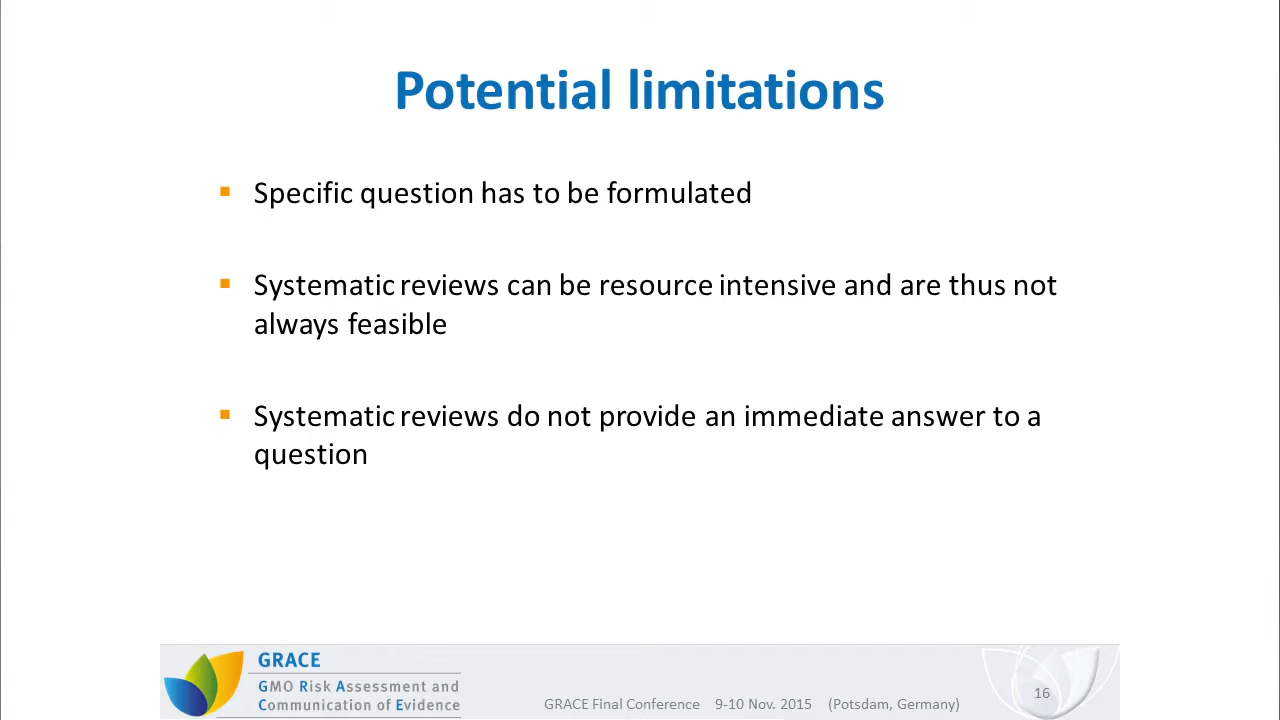 Potential limitations
▪ Specific question has to be formulated
▪ Systematic reviews can be resource intensive and are thus not
always feasible
▪ Systematic reviews do not provide an immediate answer to a
question
GRACE
GMO Risk Assessment and
Communication of Evidence
GRACE Final Conference 9-10 Nov. 2015 (Potsdam, Germany)
16